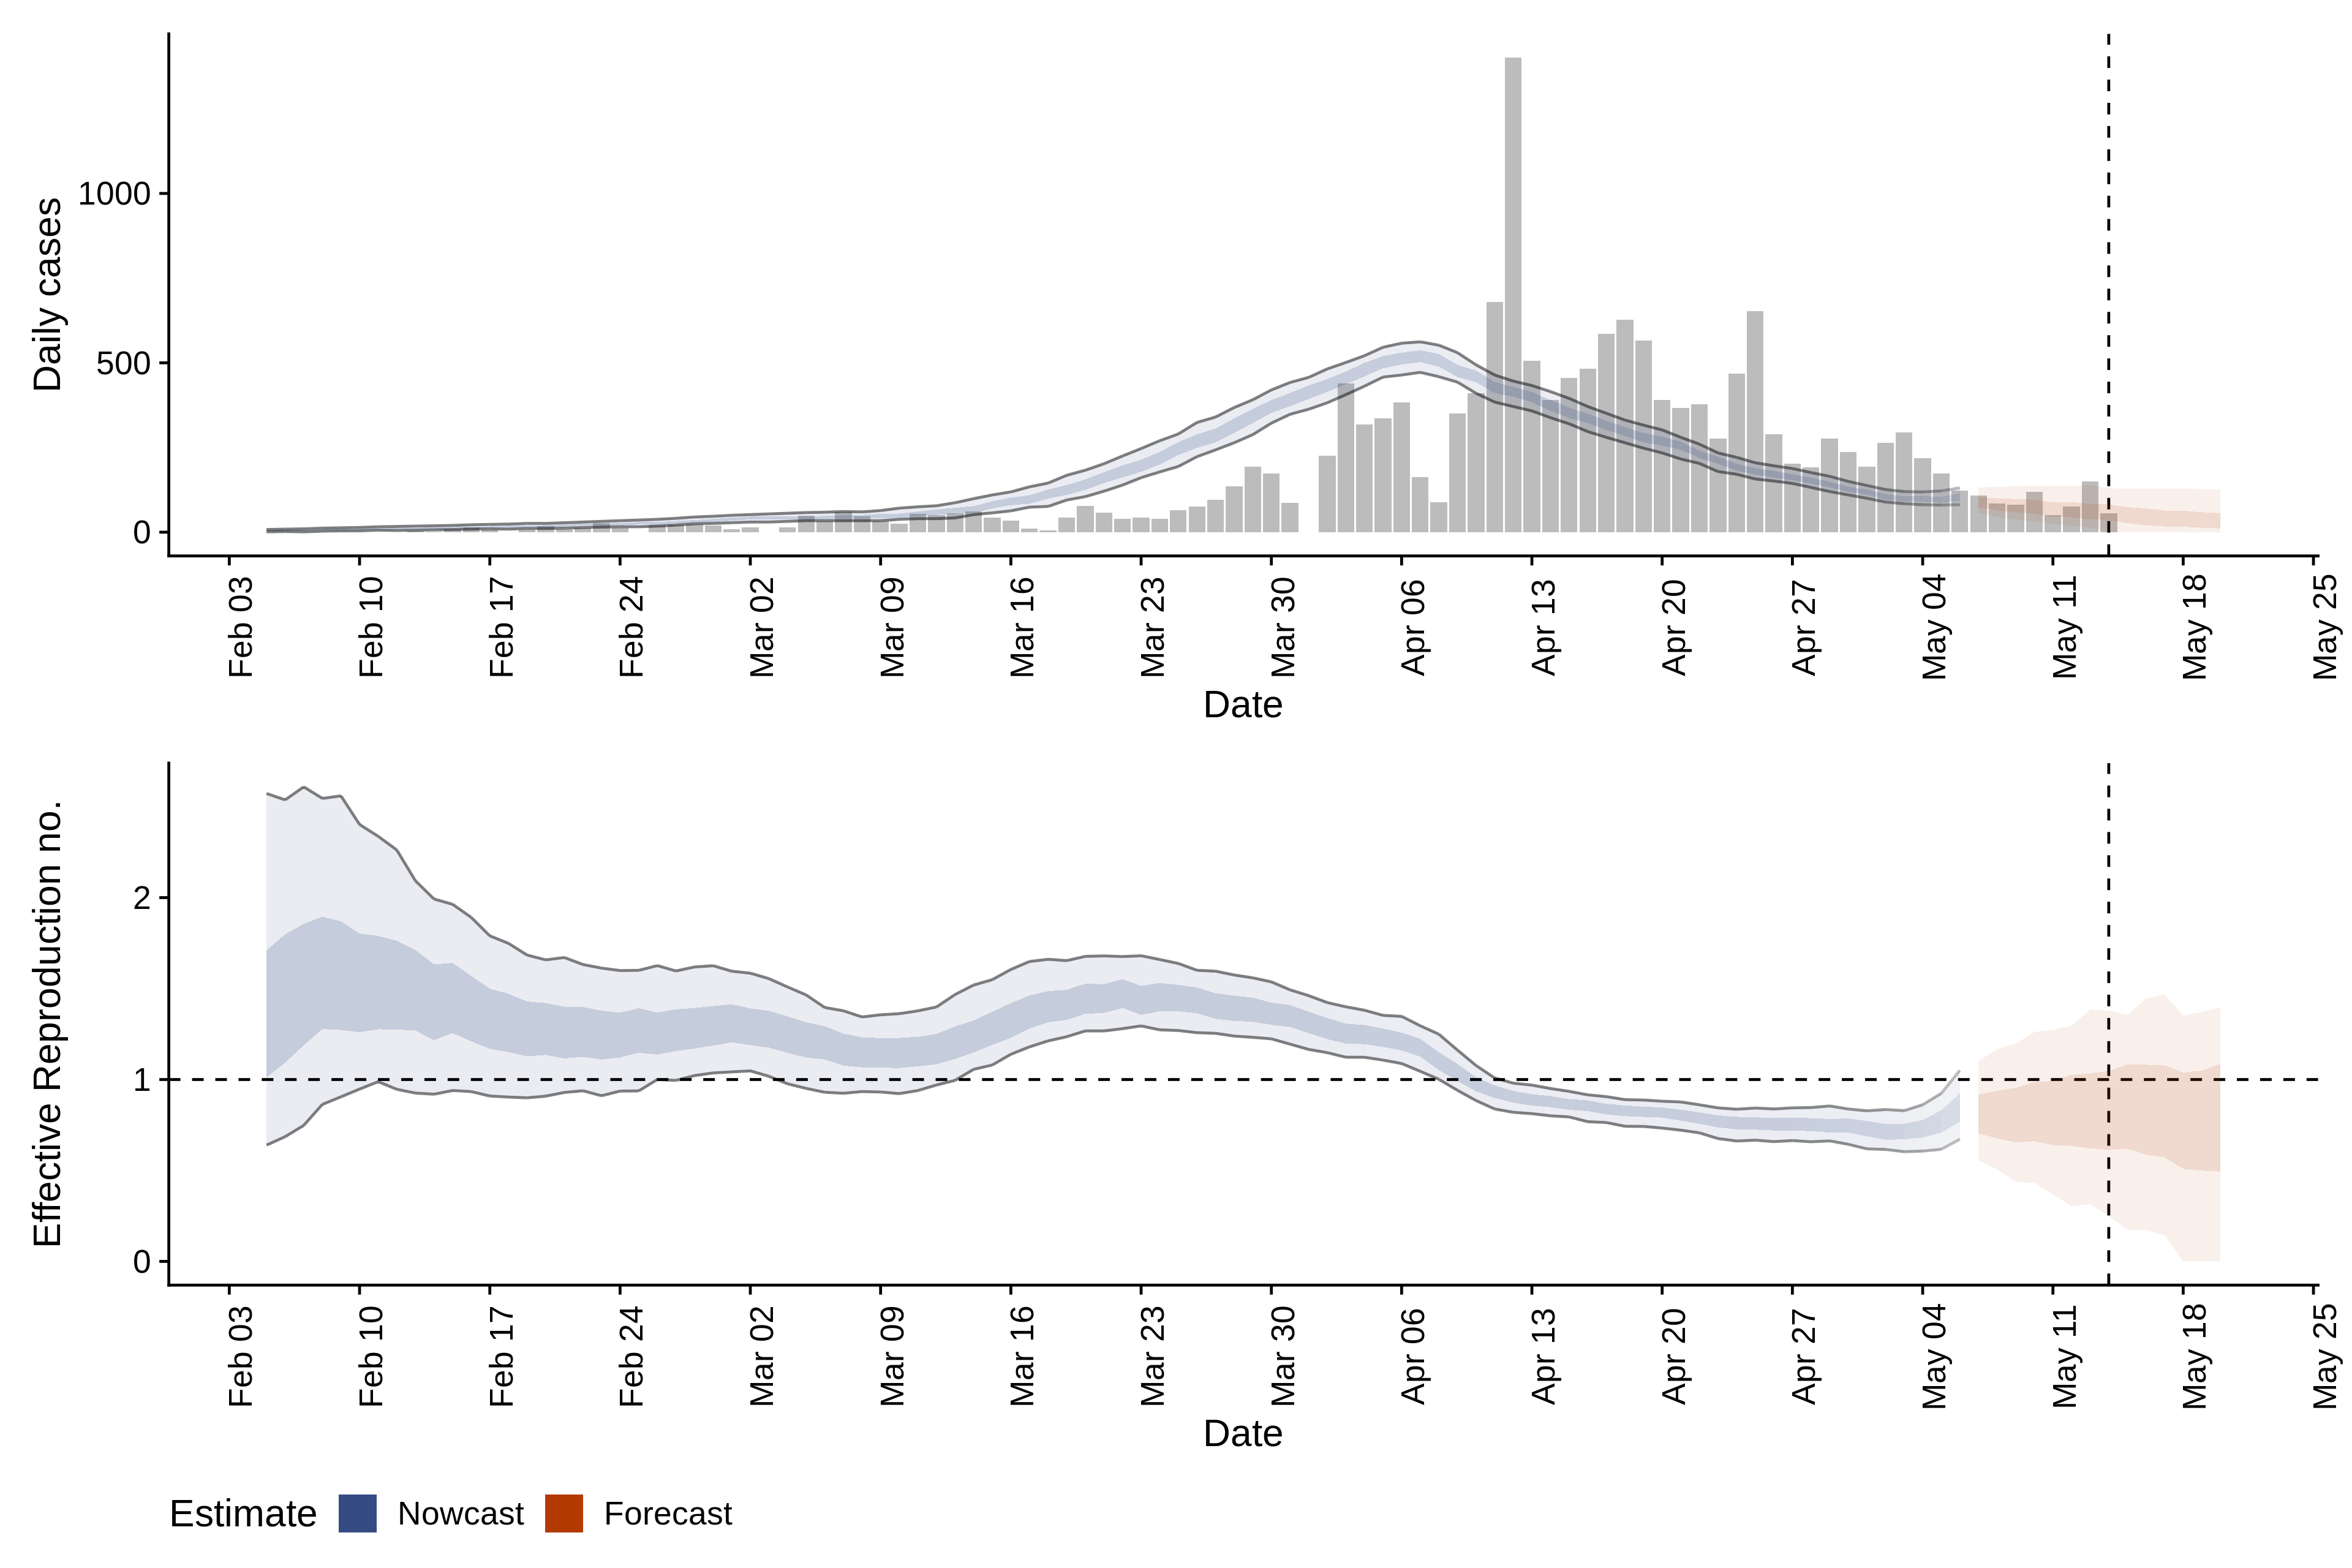 Daily cases
1000
500
0
Feb 03 Feb 10 Feb 17 Feb 24 Mar 02 Mar 09 Mar 16 Mar 23 Mar 30 Apr 06 Apr 13 Apr 20 Apr 27 May 04 May 11 May 18 May 25
Date
Effective Reproduction no.
2
1
0
Feb 03 Feb 10 Feb 17 Feb 24 Mar 02 Mar 09 Mar 16 Mar 23 Mar 30 Apr 06 Apr 13 Apr 20 Apr 27 May 04 May 11 May 18 May 25
Date
Estimate Nowcast Forecast